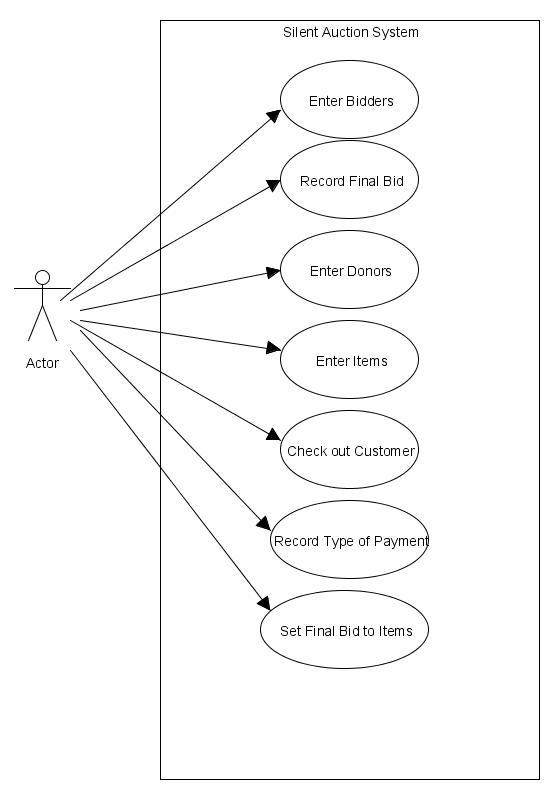 Silent Auction System
Enter Bidders
Record Final Bid
Enter Donors
Enter Items
Actor
Check out Customer
Record Type of Payment
Set Final Bid to Items